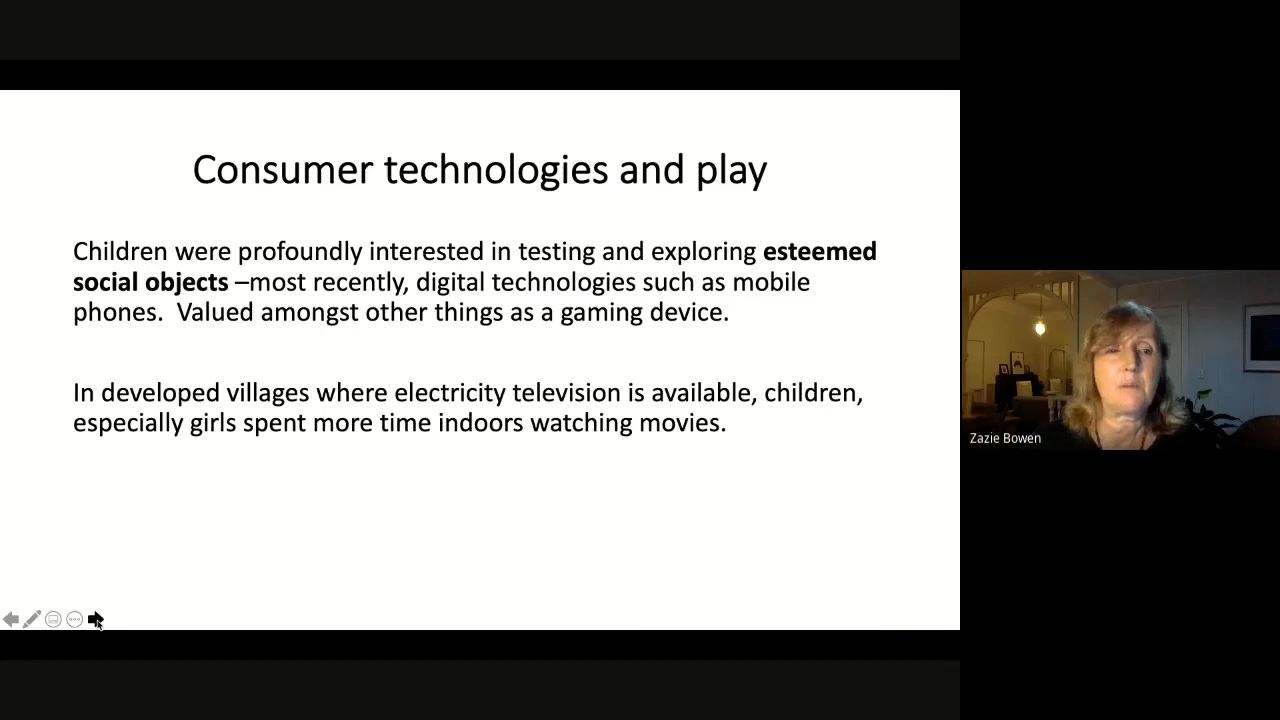 Consumer technologies and play
Children were profoundly interested in testing and exploring esteemed
social objects –most recently, digital technologies such as mobile
phones.  Valued amongst other things as a gaming device.
In developed villages where electricity television is available, children,
especially girls spent more time indoors watching movies.
Zazie Bowen